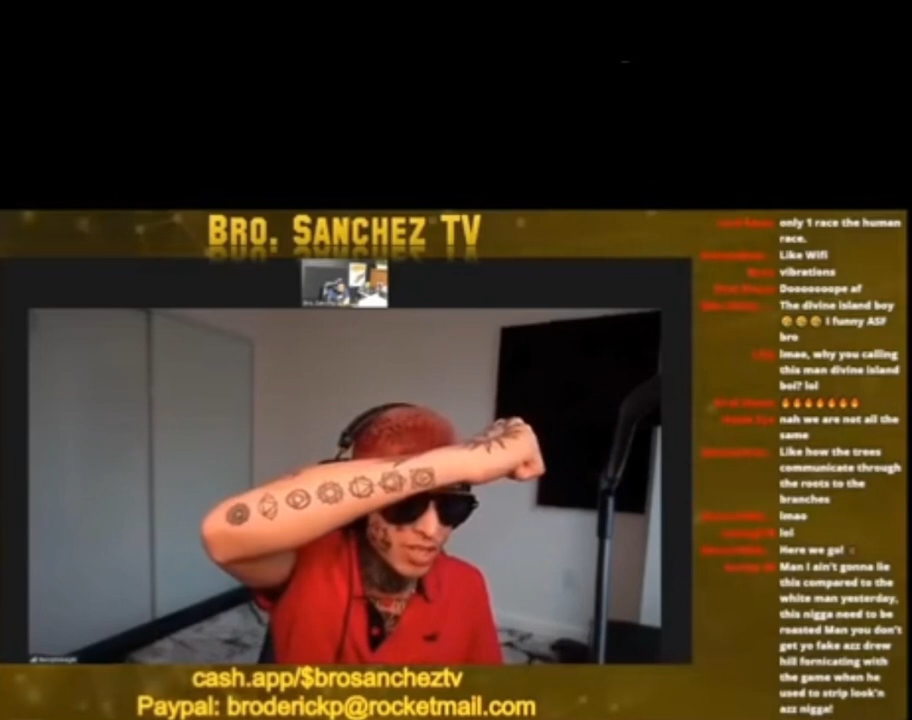 BRO. SANCHEZ TV
only 1 race the human
race.
Like Wifi
vibrations
Dooooooope af
The divine island boy
🤣🤣🤣 I funny ASF
bro
lmao, why you calling
this man divine island
boi? lol
🔥🔥🔥🔥🔥🔥🔥
nah we are not all the
same
Like how the trees
communicate through
the roots to the
branches
lmao
lol
Here we go!
Man I ain't gonna lie
this compared to the
white man yesterday,
this nigga need to be
roasted Man you don't
get yo fake azz drew
hill fornicating with
the game when he
used to strip look'n
azz nigga!
cash.app/$brosancheztv
Paypal: broderickp@rocketmail.com